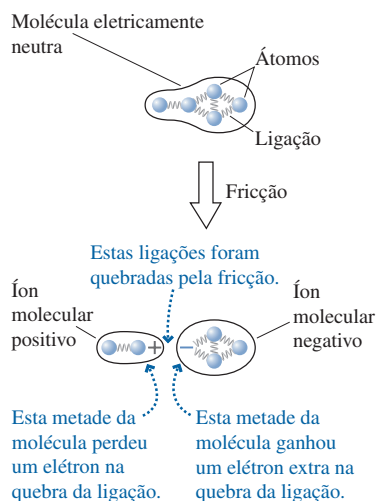 Molécula eletricamente
neutra
Átomos
Ligação
Fricção
Estas ligações foram
quebradas pela fricção.
Íon
molecular
positivo
+
−
Íon
molecular
negativo
Esta metade da
molécula perdeu
um elétron na
quebra da ligação.
Esta metade da
molécula ganhou
um elétron extra na
quebra da ligação.